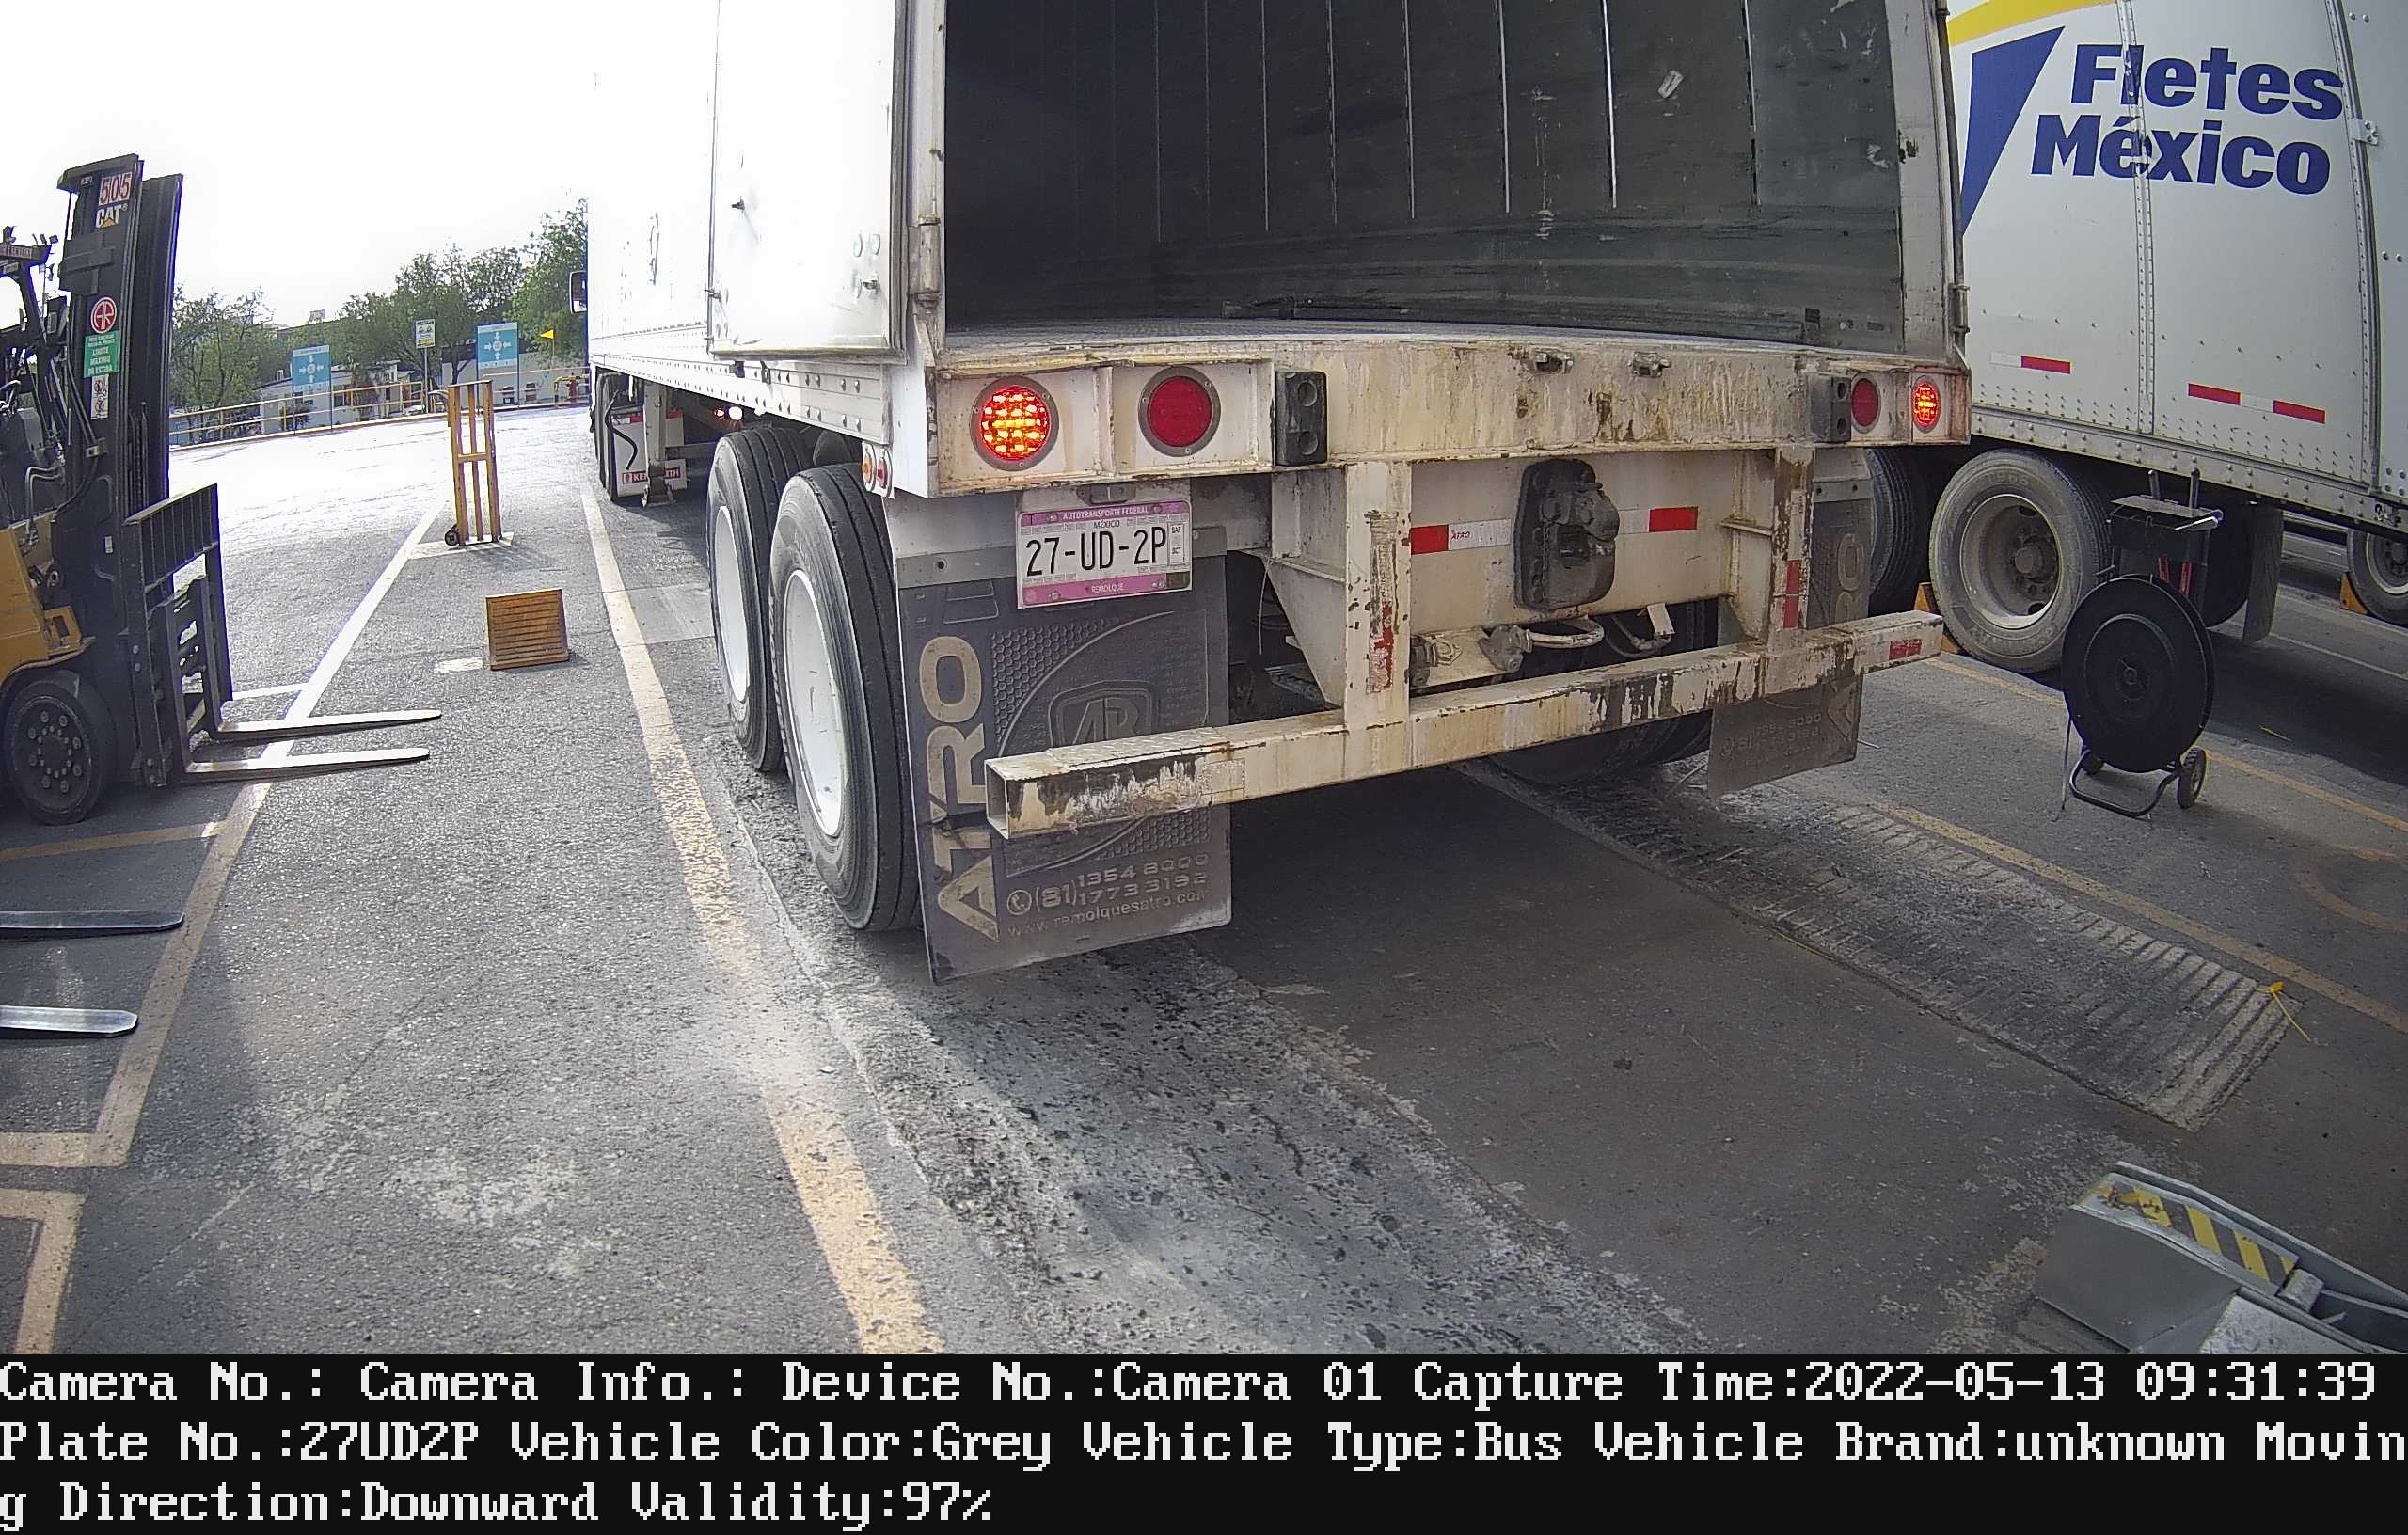 Fletes
México
505
CAT
AUTOTRANSPORTE FEDERAL
MÉXICO
27-UD-2P
SCT
REMOLQUE
ATRO
ATRO
(81) 1354 8000
1773 3192
www.remolquesatro.com
Camera No.: Camera Info.: Device No.:Camera 01 Capture Time:2022-05-13 09:31:39
Plate No.:27UD2P Vehicle Color:Grey Vehicle Type:Bus Vehicle Brand:unknown Movin
g Direction:Downward Validity:97%